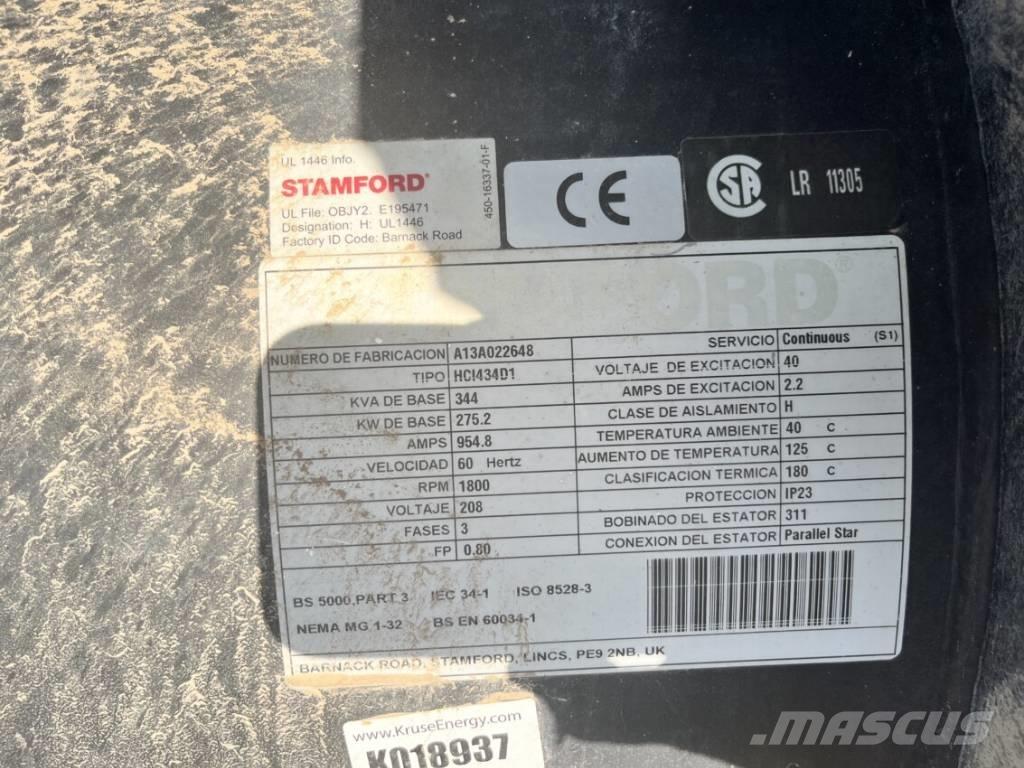 UL 1446 Info.
STAMFORD®
UL File: OBJY2. E195471
Designation: H: UL1446
Factory ID Code: Barnack Road
450-16337-01-F
CE
CSA LR 11305
ORD®
NUMERO DE FABRICACION A13A022648
TIPO HCI434D1
KVA DE BASE 344
KW DE BASE 275.2
AMPS 954.8
VELOCIDAD 60 Hertz
RPM 1800
VOLTAJE 208
FASES 3
FP 0.80
SERVICIO Continuous (S1)
VOLTAJE DE EXCITACION 40
AMPS DE EXCITACION 2.2
CLASE DE AISLAMIENTO H
TEMPERATURA AMBIENTE 40 C
AUMENTO DE TEMPERATURA 125 C
CLASIFICACION TERMICA 180 C
PROTECCION IP23
BOBINADO DEL ESTATOR 311
CONEXION DEL ESTATOR Parallel Star
BS 5000,PART 3 IEC 34-1 ISO 8528-3
NEMA MG 1-32 BS EN 60034-1
BARNACK ROAD, STAMFORD, LINCS, PE9 2NB, UK
www.KruseEnergy.com
K018937
MASCUS